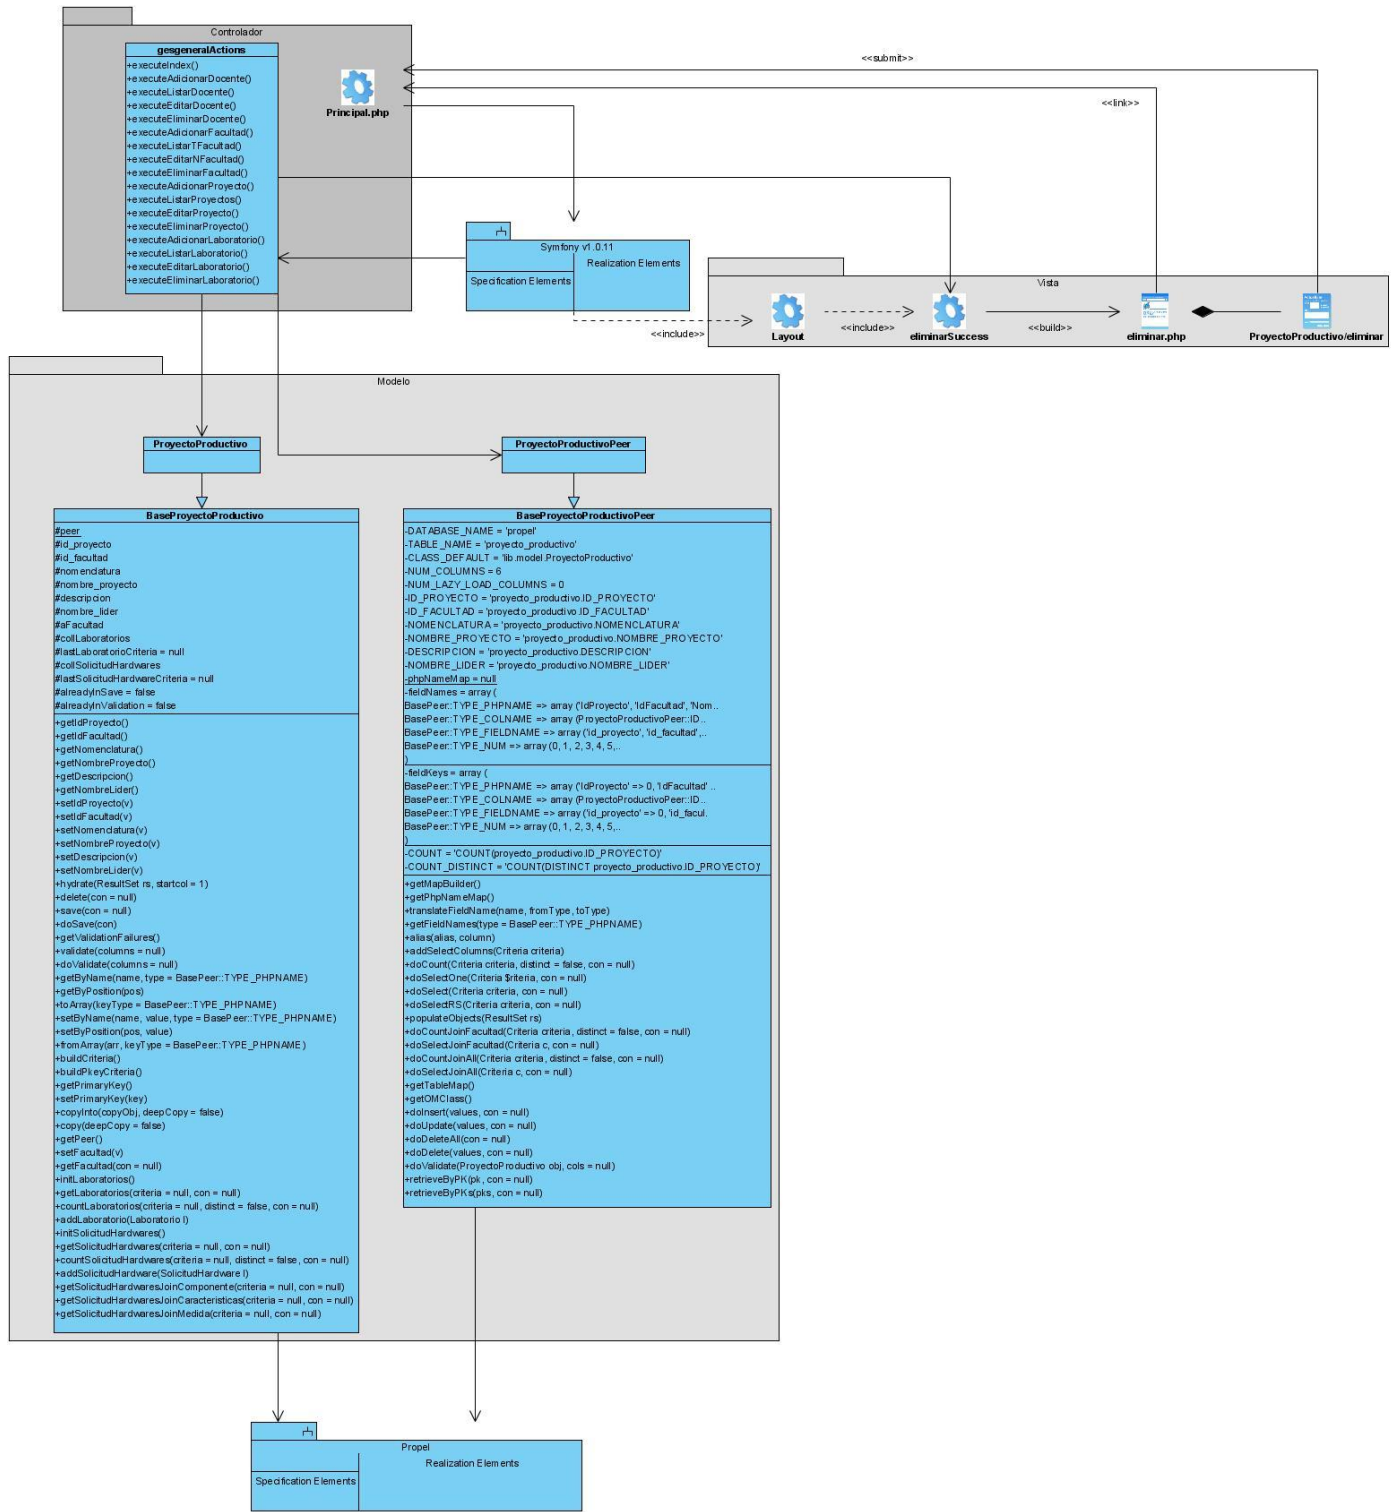 Controlador
gesgeneralActions
+executeIndex()
+executeAdicionarDocente()
+executeListarDocente()
+executeEditarDocente()
+executeEliminarDocente()
+executeAdicionarFacultad()
+executeListarTFacultad()
+executeEditarNFacultad()
+executeEliminarFacultad()
+executeAdicionarProyecto()
+executeListarProyectos()
+executeEditarProyecto()
+executeEliminarProyecto()
+executeAdicionarLaboratorio()
+executeListarLaboratorio()
+executeEditarLaboratorio()
+executeEliminarLaboratorio()
Principal.php
<<submit>>
<<link>>
Symfony v1.0.11
Realization Elements
Specification Elements
<<include>>
Vista
Layout
<<include>>
eliminarSuccess
<<build>>
eliminar.php
ProyectoProductivo/eliminar
Modelo
ProyectoProductivo
ProyectoProductivoPeer
BaseProyectoProductivo
#peer
#id_proyecto
#id_facultad
#nomenclatura
#nombre_proyecto
#descripcion
#nombre_lider
#aFacultad
#collLaboratorios
#lastLaboratorioCriteria = null
#collSolicitudHardwares
#lastSolicitudHardwareCriteria = null
#alreadyInSave = false
#alreadyInValidation = false
+getIdProyecto()
+getIdFacultad()
+getNomenclatura()
+getNombreProyecto()
+getDescripcion()
+getNombreLider()
+setIdProyecto(v)
+setIdFacultad(v)
+setNomenclatura(v)
+setNombreProyecto(v)
+setDescripcion(v)
+setNombreLider(v)
+hydrate(ResultSet rs, startcol = 1)
+delete(con = null)
+save(con = null)
+doSave(con)
+getValidationFailures()
+validate(columns = null)
+doValidate(columns = null)
+getByName(name, type = BasePeer::TYPE_PHPNAME)
+getByPosition(pos)
+toArray(keyType = BasePeer::TYPE_PHPNAME)
+setByName(name, value, type = BasePeer::TYPE_PHPNAME)
+setByPosition(pos, value)
+fromArray(arr, keyType = BasePeer::TYPE_PHPNAME)
+buildCriteria()
+buildPkeyCriteria()
+getPrimaryKey()
+setPrimaryKey(key)
+copyInto(copyObj, deepCopy = false)
+copy(deepCopy = false)
+getPeer()
+setFacultad(v)
+getFacultad(con = null)
+initLaboratorios()
+getLaboratorios(criteria = null, con = null)
+countLaboratorios(criteria = null, distinct = false, con = null)
+addLaboratorio(Laboratorio l)
+initSolicitudHardwares()
+getSolicitudHardwares(criteria = null, con = null)
+countSolicitudHardwares(criteria = null, distinct = false, con = null)
+addSolicitudHardware(SolicitudHardware l)
+getSolicitudHardwaresJoinComponente(criteria = null, con = null)
+getSolicitudHardwaresJoinCaracteristicas(criteria = null, con = null)
+getSolicitudHardwaresJoinMedida(criteria = null, con = null)
BaseProyectoProductivoPeer
-DATABASE_NAME = 'propel'
-TABLE_NAME = 'proyecto_productivo'
-CLASS_DEFAULT = 'lib.model.ProyectoProductivo'
-NUM_COLUMNS = 6
-NUM_LAZY_LOAD_COLUMNS = 0
-ID_PROYECTO = 'proyecto_productivo.ID_PROYECTO'
-ID_FACULTAD = 'proyecto_productivo.ID_FACULTAD'
-NOMENCLATURA = 'proyecto_productivo.NOMENCLATURA'
-NOMBRE_PROYECTO = 'proyecto_productivo.NOMBRE_PROYECTO'
-DESCRIPCION = 'proyecto_productivo.DESCRIPCION'
-NOMBRE_LIDER = 'proyecto_productivo.NOMBRE_LIDER'
-phpNameMap = null
-fieldNames = array (
BasePeer::TYPE_PHPNAME => array ('IdProyecto', 'IdFacultad', 'Nom..
BasePeer::TYPE_COLNAME => array (ProyectoProductivoPeer::ID..
BasePeer::TYPE_FIELDNAME => array ('id_proyecto', 'id_facultad',..
BasePeer::TYPE_NUM => array (0, 1, 2, 3, 4, 5,..
)
-fieldKeys = array (
BasePeer::TYPE_PHPNAME => array ('IdProyecto' => 0, 'IdFacultad' ..
BasePeer::TYPE_COLNAME => array (ProyectoProductivoPeer::ID..
BasePeer::TYPE_FIELDNAME => array ('id_proyecto' => 0, 'id_facul.
BasePeer::TYPE_NUM => array (0, 1, 2, 3, 4, 5,..
)
-COUNT = 'COUNT(proyecto_productivo.ID_PROYECTO)'
-COUNT_DISTINCT = 'COUNT(DISTINCT proyecto_productivo.ID_PROYECTO)'
+getMapBuilder()
+getPhpNameMap()
+translateFieldName(name, fromType, toType)
+getFieldNames(type = BasePeer::TYPE_PHPNAME)
+alias(alias, column)
+addSelectColumns(Criteria criteria)
+doCount(Criteria criteria, distinct = false, con = null)
+doSelectOne(Criteria $riteria, con = null)
+doSelect(Criteria criteria, con = null)
+doSelectRS(Criteria criteria, con = null)
+populateObjects(ResultSet rs)
+doCountJoinFacultad(Criteria criteria, distinct = false, con = null)
+doSelectJoinFacultad(Criteria c, con = null)
+doCountJoinAll(Criteria criteria, distinct = false, con = null)
+doSelectJoinAll(Criteria c, con = null)
+getTableMap()
+getOMClass()
+doInsert(values, con = null)
+doUpdate(values, con = null)
+doDeleteAll(con = null)
+doDelete(values, con = null)
+doValidate(ProyectoProductivo obj, cols = null)
+retrieveByPK(pk, con = null)
+retrieveByPKs(pks, con = null)
Propel
Realization Elements
Specification Elements